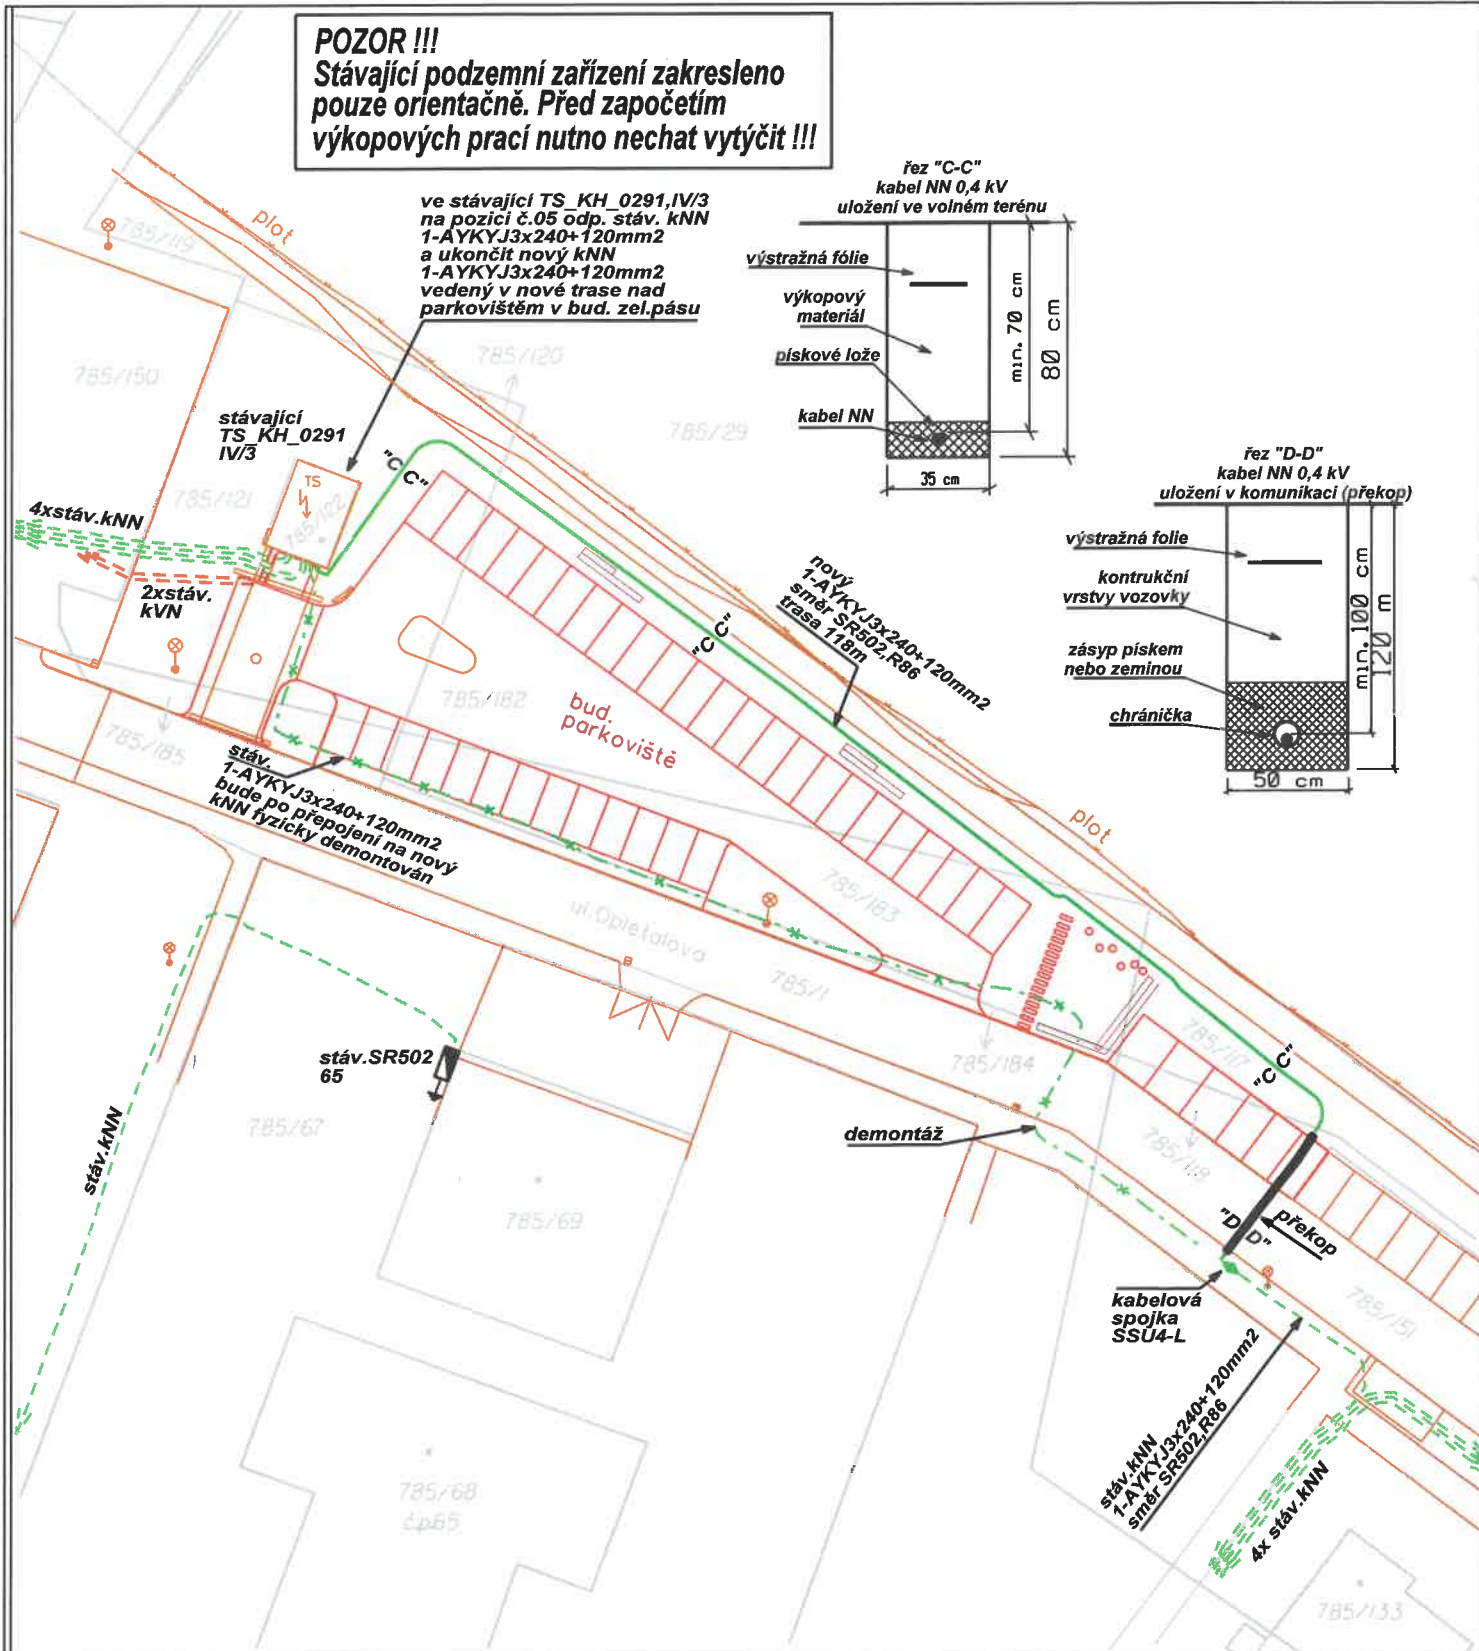 POZOR !!!
Stávající podzemní zařízení zakresleno
pouze orientačně. Před započetím
výkopových prací nutno nechat vytýčit !!!
ve stávající TS_KH_0291,IV/3
na pozici č.05 odp. stáv. kNN
1-AYKYJ3x240+120mm2
a ukončit nový kNN
1-AYKYJ3x240+120mm2
vedený v nové trase nad
parkovištěm v bud. zel.pásu
řez "C-C"
kabel NN 0,4 kV
uložení ve volném terénu
výstražná fólie
výkopový
materiál
pískové lože
kabel NN
min. 70 cm
80 cm
35 cm
řez "D-D"
kabel NN 0,4 kV
uložení v komunikaci (překop)
výstražná folie
kontrukční
vrstvy vozovky
zásyp pískem
nebo zeminou
chránička
min. 100 cm
120 m
50 cm
plot
785/119
785/150
785/120
785/29
stávající
TS_KH_0291
IV/3
TS
785/121
785/122
"C C"
4xstáv.kNN
2xstáv.
kVN
nový
1-AYKYJ3x240+120mm2
směr SR502,R86
trasa 118m
"C C"
785/182
bud.
parkoviště
785/185
stáv.
1-AYKYJ3x240+120mm2
bude po přepojení na nový
kNN fyzicky demontován
plot
785/183
ul.Opletalova
785/1
785/184
785/117
"C C"
stáv.SR502
65
785/67
stáv.kNN
demontáž
785/118
785/69
"D D"
překop
kabelová
spojka
SSU4-L
785/151
stáv.kNN
1-AYKYJ3x240+120mm2
směr SR502,R86
4x stáv.kNN
785/68
čp65
785/133